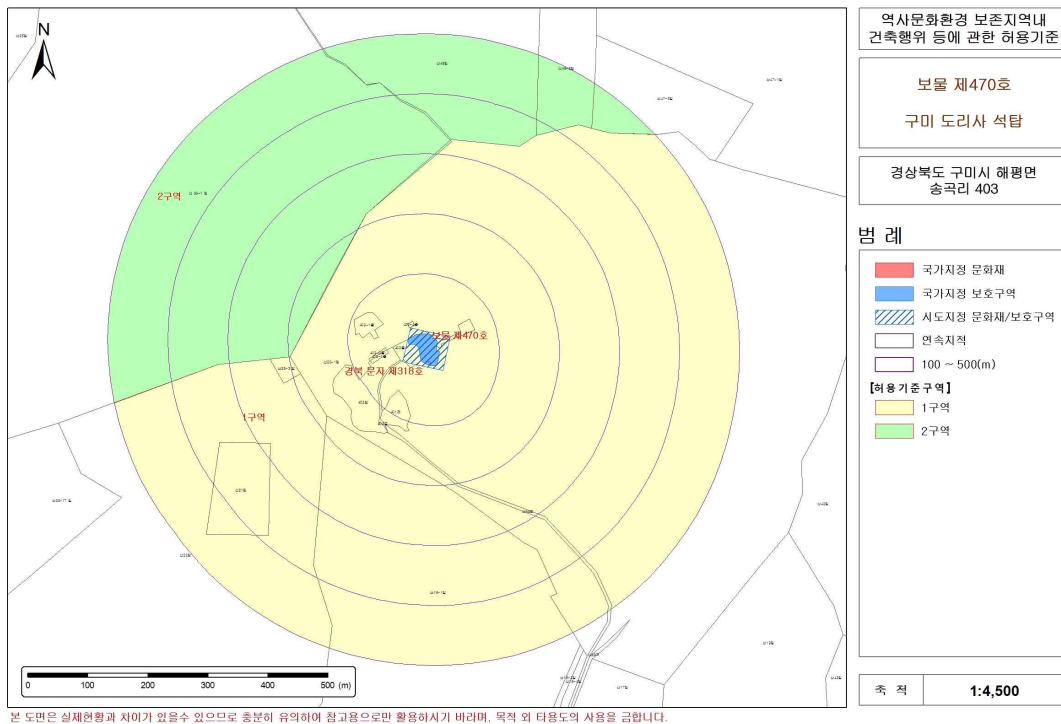 역사문화환경 보존지역내
건축행위 등에 관한 허용기준
보물 제470호
구미 도리사 석탑
경상북도 구미시 해평면
송곡리 403
범 례
국가지정 문화재
국가지정 보호구역
시도지정 문화재/보호구역
연속지적
100 ~ 500(m)
[허용기준구역]
1구역
2구역
축 척 1:4,500
N
2구역
보물 제470호
경북 문자 제318호
1구역
0 100 200 300 400 500 (m)
본 도면은 실제현황과 차이가 있을수 있으므로 충분히 유의하여 참고용으로만 활용하시기 바라며, 목적 외 타용도의 사용을 금합니다.